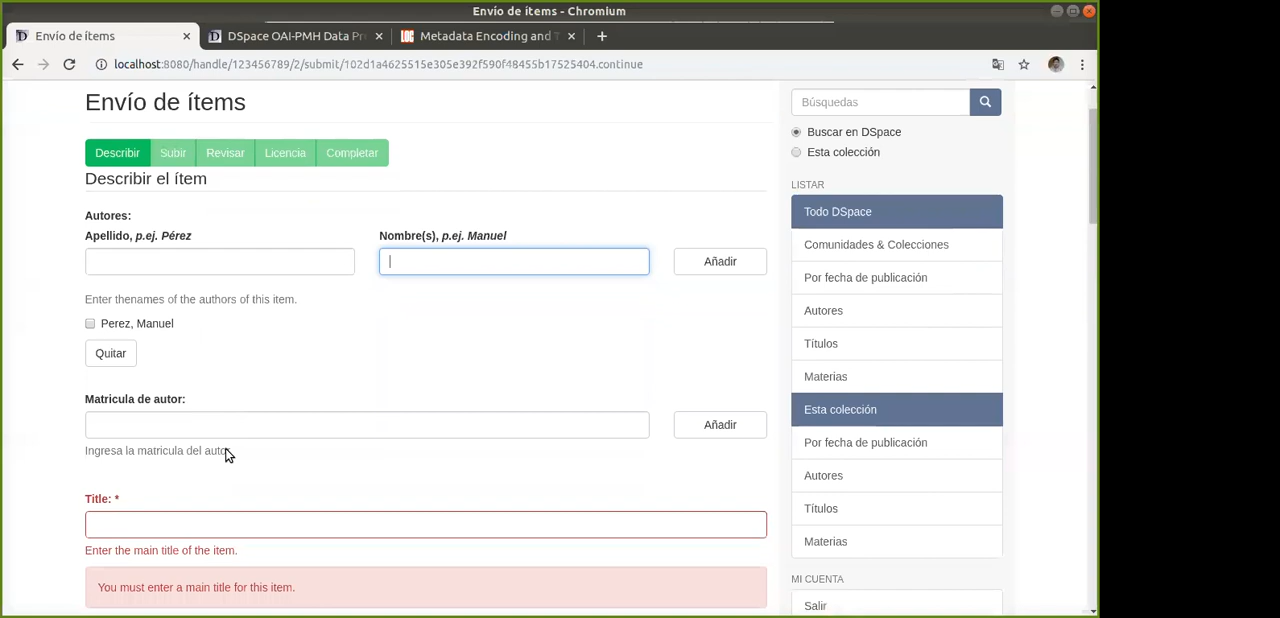 Envío de ítems - Chromium
Envío de ítems
DSpace OAI-PMH Data Pr
Metadata Encoding and T
localhost:8080/handle/123456789/2/submit/102d1a4625515e305e392f590f48455b17525404.continue
Envío de ítems
Describir
Subir
Revisar
Licencia
Completar
Describir el ítem
Autores:
Apellido, p.ej. Pérez
Nombre(s), p.ej. Manuel
Añadir
Enter thenames of the authors of this item.
Perez, Manuel
Quitar
Matricula de autor:
Añadir
Ingresa la matricula del autor
Title: *
Enter the main title of the item.
You must enter a main title for this item.
Búsquedas
Buscar en DSpace
Esta colección
LISTAR
Todo DSpace
Comunidades & Colecciones
Por fecha de publicación
Autores
Títulos
Materias
Esta colección
Por fecha de publicación
Autores
Títulos
Materias
MI CUENTA
Salir